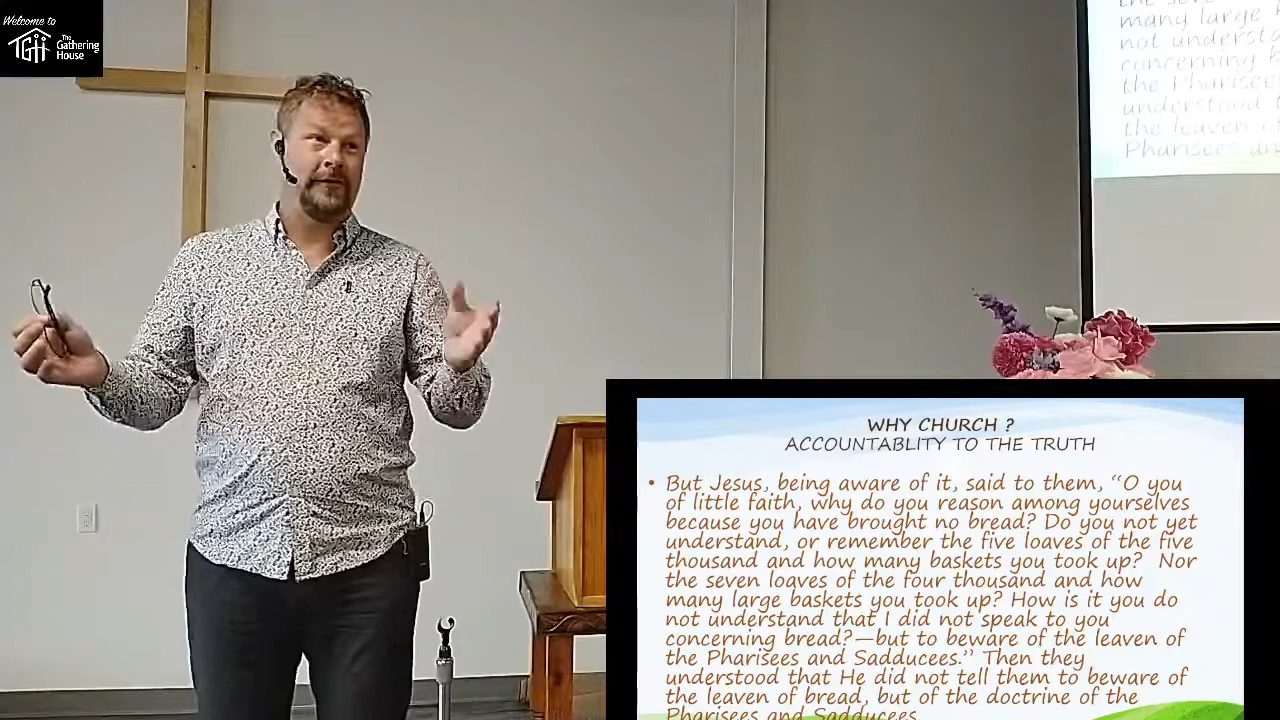 Welcome to
TGH
The
Gathering
House
many large
not underst
concerning
the Pharisee
understood
the leaven
Pharisees an
WHY CHURCH ?
ACCOUNTABLITY TO THE TRUTH
• But Jesus, being aware of it, said to them, “O you
of little faith, why do you reason among yourselves
because you have brought no bread? Do you not yet
understand, or remember the five loaves of the five
thousand and how many baskets you took up? Nor
the seven loaves of the four thousand and how
many large baskets you took up? How is it you do
not understand that I did not speak to you
concerning bread?—but to beware of the leaven of
the Pharisees and Sadducees.” Then they
understood that He did not tell them to beware of
the leaven of bread, but of the doctrine of the
Pharisees and Sadducees.